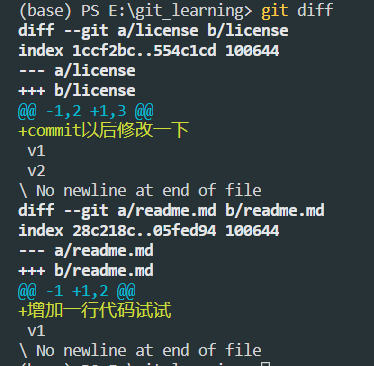 (base) PS E:\git_learning> git diff
diff --git a/license b/license
index 1ccf2bc..554c1cd 100644
--- a/license
+++ b/license
@@ -1,2 +1,3 @@
+commit以后修改一下
 v1
 v2
\ No newline at end of file
diff --git a/readme.md b/readme.md
index 28c218c..05fed94 100644
--- a/readme.md
+++ b/readme.md
@@ -1 +1,2 @@
+增加一行代码试试
 v1
\ No newline at end of file